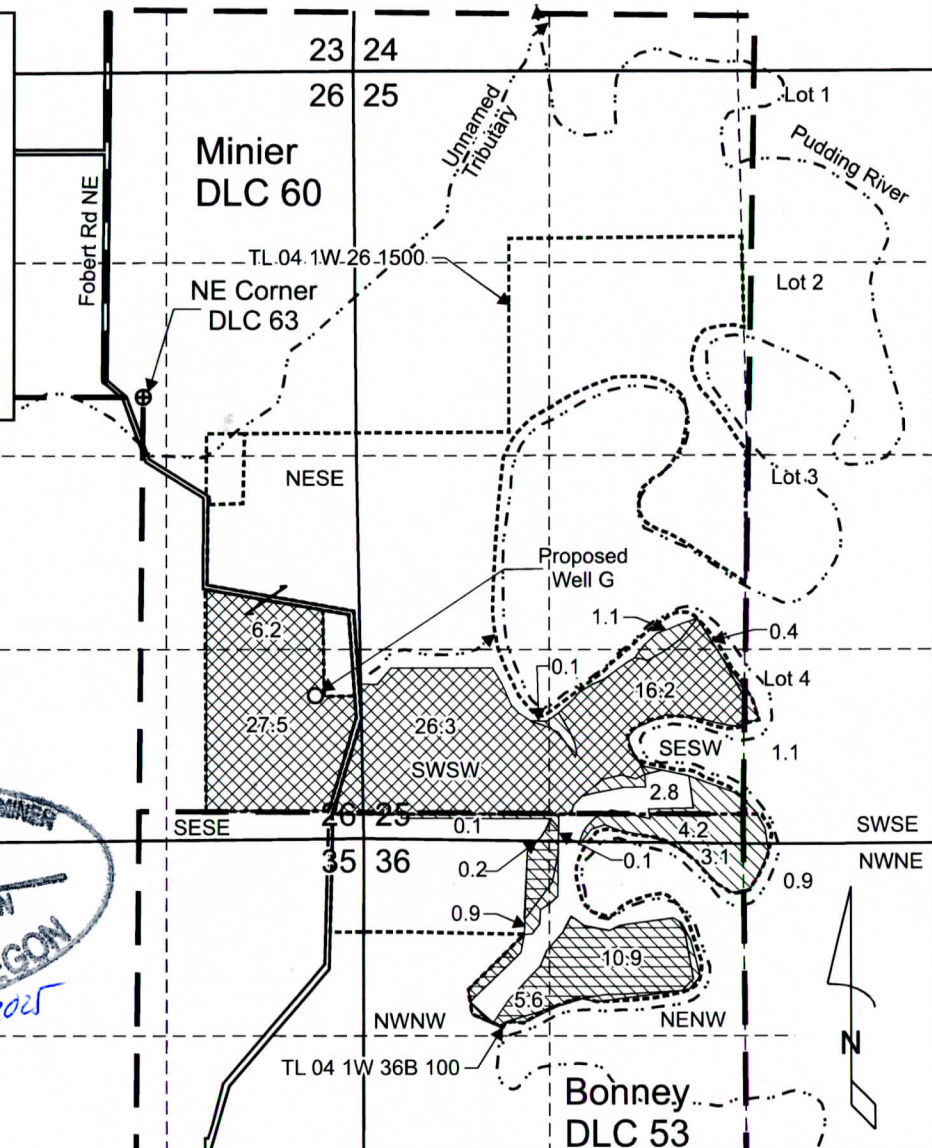 23 24
26 25
Lot 1
Minier
DLC 60
Unnamed
Tributary
Pudding River
Fobert Rd NE
TL 04 1W 26 1500
Lot 2
NE Corner
DLC 63
NESE
Lot 3
Proposed
Well G
1.1
6.2
0.4
0.1
16.2
Lot 4
27.5
26.3
SESW
1.1
SWSW
2.8
MINER
26 25
SESE
0.1
4.2
SWSE
35 36
0.2
0.1
3.1
NWNE
0.9
0.9
10.9
GON
2025
5.6
NWNW
NENW
TL 04 1W 36B 100
N
Bonney
DLC 53